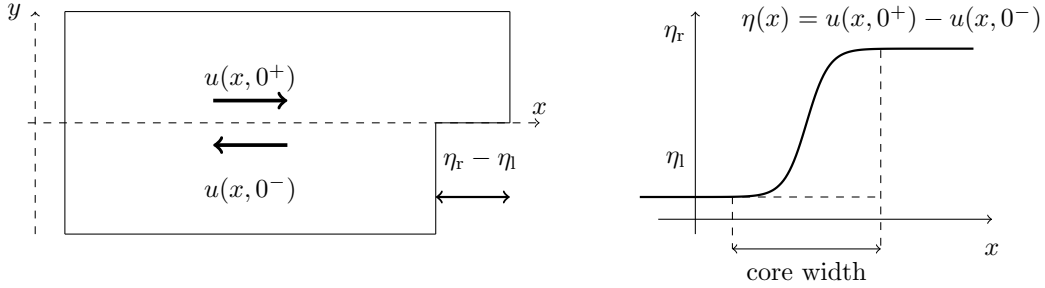 y
u(x, 0⁺)
x
u(x, 0⁻)
η_r − η_l
η_r
η(x) = u(x, 0⁺) − u(x, 0⁻)
η_l
x
core width